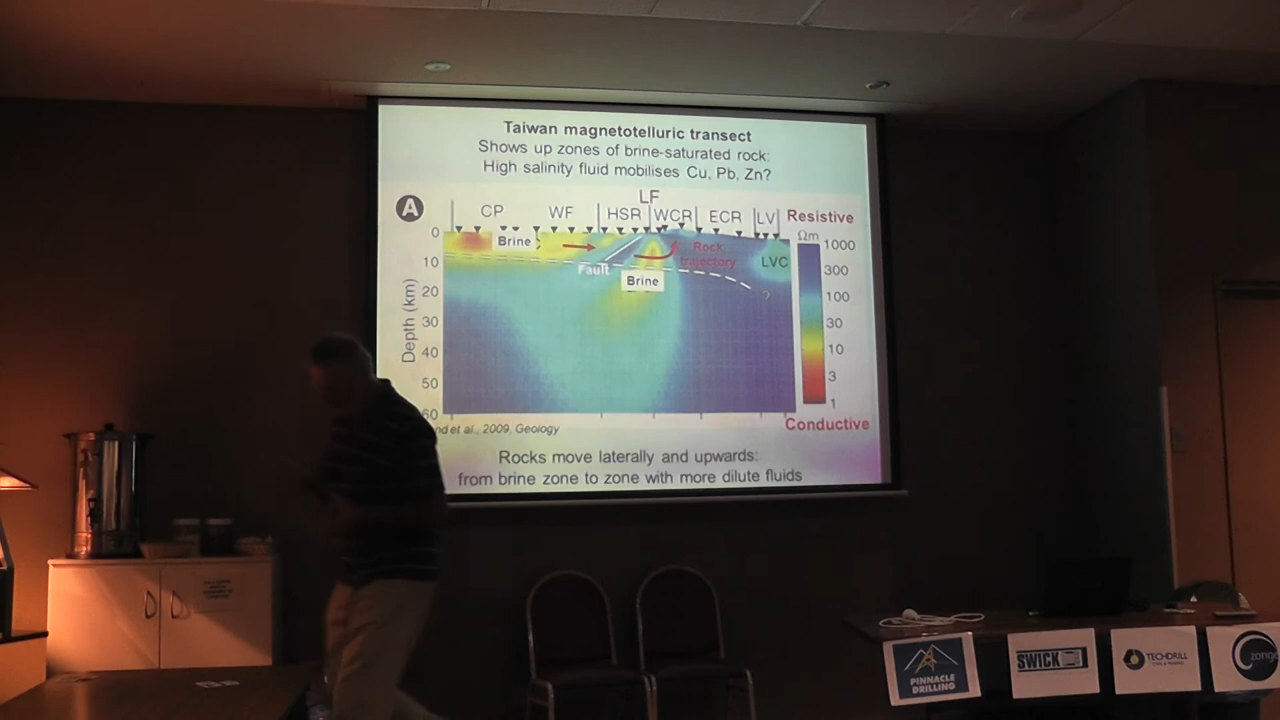 Taiwan magnetotelluric transect
Shows up zones of brine-saturated rock:
High salinity fluid mobilises Cu, Pb, Zn?
LF
A
CP WF HSR WCR ECR LV Resistive
Ωm
0 Brine Rock 1000
trajectory LVC
10 Fault 300
Brine
20 ? 100
30 30
40 10
50 3
60 1
Depth (km)
Conductive
nd et al., 2009, Geology
Rocks move laterally and upwards:
from brine zone to zone with more dilute fluids
PINNACLE
DRILLING
SWICK
TECHDRILL
zonge